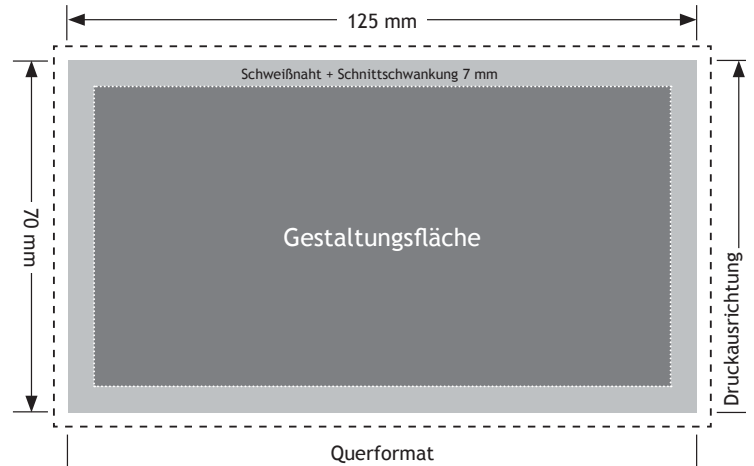 125 mm
Schweißnaht + Schnittschwankung 7 mm
70 mm
Gestaltungsfläche
Druckausrichtung
Querformat